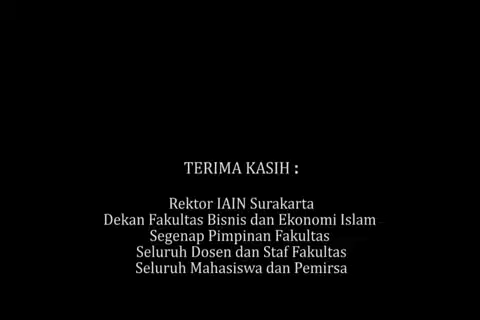 TERIMA KASIH :
Rektor IAIN Surakarta
Dekan Fakultas Bisnis dan Ekonomi Islam
Segenap Pimpinan Fakultas
Seluruh Dosen dan Staf Fakultas
Seluruh Mahasiswa dan Pemirsa